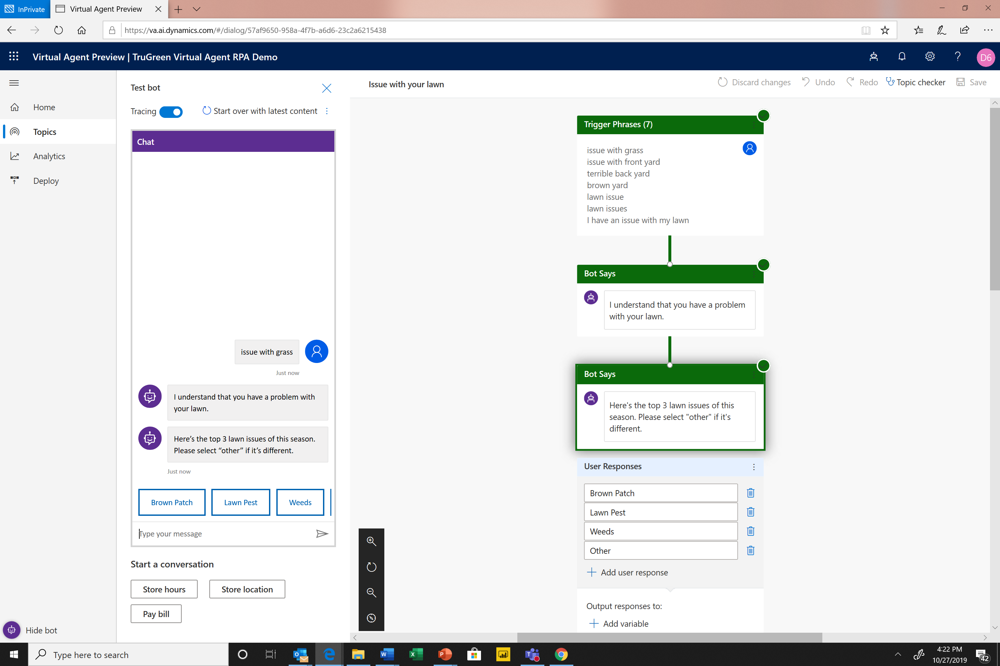 InPrivate
Virtual Agent Preview
https://va.ai.dynamics.com/#/dialog/57af9650-958a-4f7b-a6d6-23c2a6215438
Virtual Agent Preview | TruGreen Virtual Agent RPA Demo
D6
Home
Topics
Analytics
Deploy
Hide bot
Test bot
Tracing
Start over with latest content
Chat
issue with grass
Just now
I understand that you have a problem with
your lawn.
Here’s the top 3 lawn issues of this season.
Please select “other” if it’s different.
Just now
Brown Patch
Lawn Pest
Weeds
Type your message
Start a conversation
Store hours
Store location
Pay bill
Issue with your lawn
Discard changes
Undo
Redo
Topic checker
Save
Trigger Phrases (7)
issue with grass
issue with front yard
terrible back yard
brown yard
lawn issue
lawn issues
I have an issue with my lawn
Bot Says
I understand that you have a problem
with your lawn.
Bot Says
Here's the top 3 lawn issues of this
season. Please select "other" if it's
different.
User Responses
Brown Patch
Lawn Pest
Weeds
Other
Add user response
Output responses to:
Add variable
Type here to search
4:22 PM
10/27/2019
42